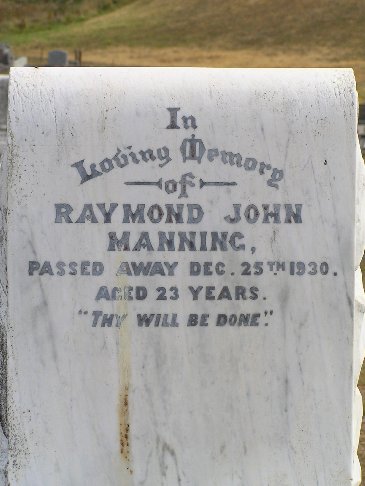 In
Loving Memory
of
RAYMOND JOHN
MANNING,
PASSED AWAY DEC. 25TH 1930.
AGED 23 YEARS.
"THY WILL BE DONE."